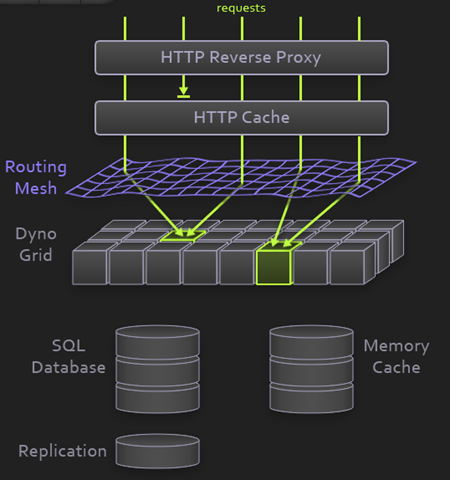 requests
HTTP Reverse Proxy
HTTP Cache
Routing
Mesh
Dyno
Grid
SQL
Database
Memory
Cache
Replication